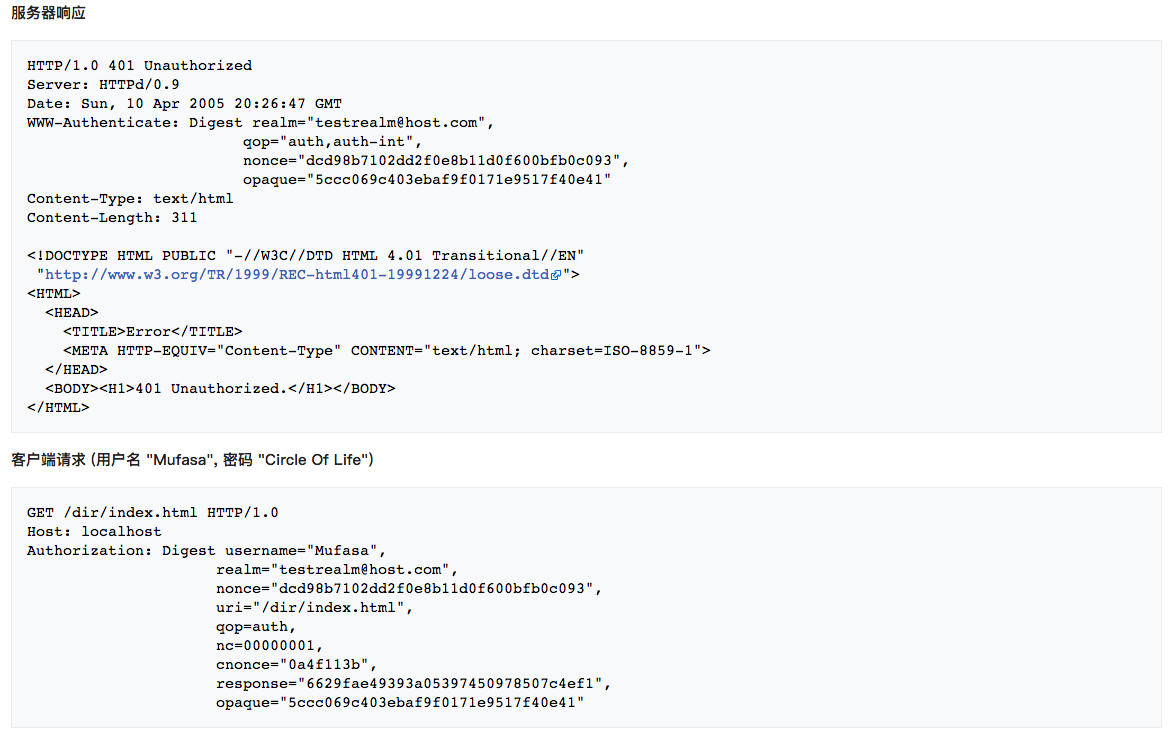 服务器响应
HTTP/1.0 401 Unauthorized
Server: HTTPd/0.9
Date: Sun, 10 Apr 2005 20:26:47 GMT
WWW-Authenticate: Digest realm="testrealm@host.com",
                        qop="auth,auth-int",
                        nonce="dcd98b7102dd2f0e8b11d0f600bfb0c093",
                        opaque="5ccc069c403ebaf9f0171e9517f40e41"
Content-Type: text/html
Content-Length: 311

<!DOCTYPE HTML PUBLIC "-//W3C//DTD HTML 4.01 Transitional//EN"
 "http://www.w3.org/TR/1999/REC-html401-19991224/loose.dtd">
<HTML>
  <HEAD>
    <TITLE>Error</TITLE>
    <META HTTP-EQUIV="Content-Type" CONTENT="text/html; charset=ISO-8859-1">
  </HEAD>
  <BODY><H1>401 Unauthorized.</H1></BODY>
</HTML>
客户端请求 (用户名 "Mufasa", 密码 "Circle Of Life")
GET /dir/index.html HTTP/1.0
Host: localhost
Authorization: Digest username="Mufasa",
                     realm="testrealm@host.com",
                     nonce="dcd98b7102dd2f0e8b11d0f600bfb0c093",
                     uri="/dir/index.html",
                     qop=auth,
                     nc=00000001,
                     cnonce="0a4f113b",
                     response="6629fae49393a05397450978507c4ef1",
                     opaque="5ccc069c403ebaf9f0171e9517f40e41"